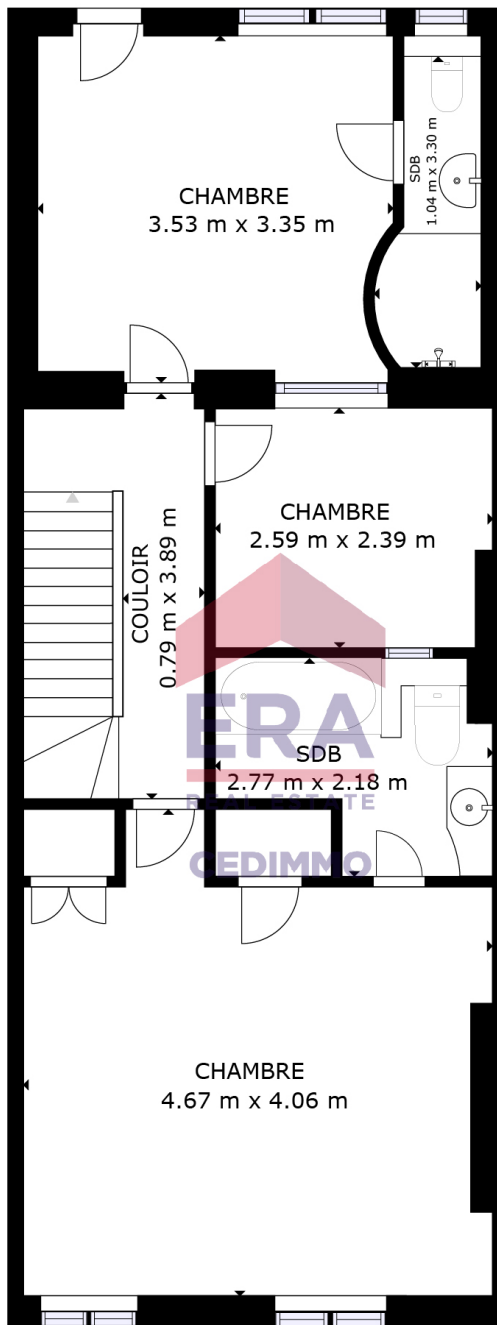 CHAMBRE
3.53 m x 3.35 m
SDB
1.04 m x 3.30 m
CHAMBRE
2.59 m x 2.39 m
COULOIR
0.79 m x 3.89 m
ERA
SDB
2.77 m x 2.18 m
REAL ESTATE
CEDIMMO
CHAMBRE
4.67 m x 4.06 m